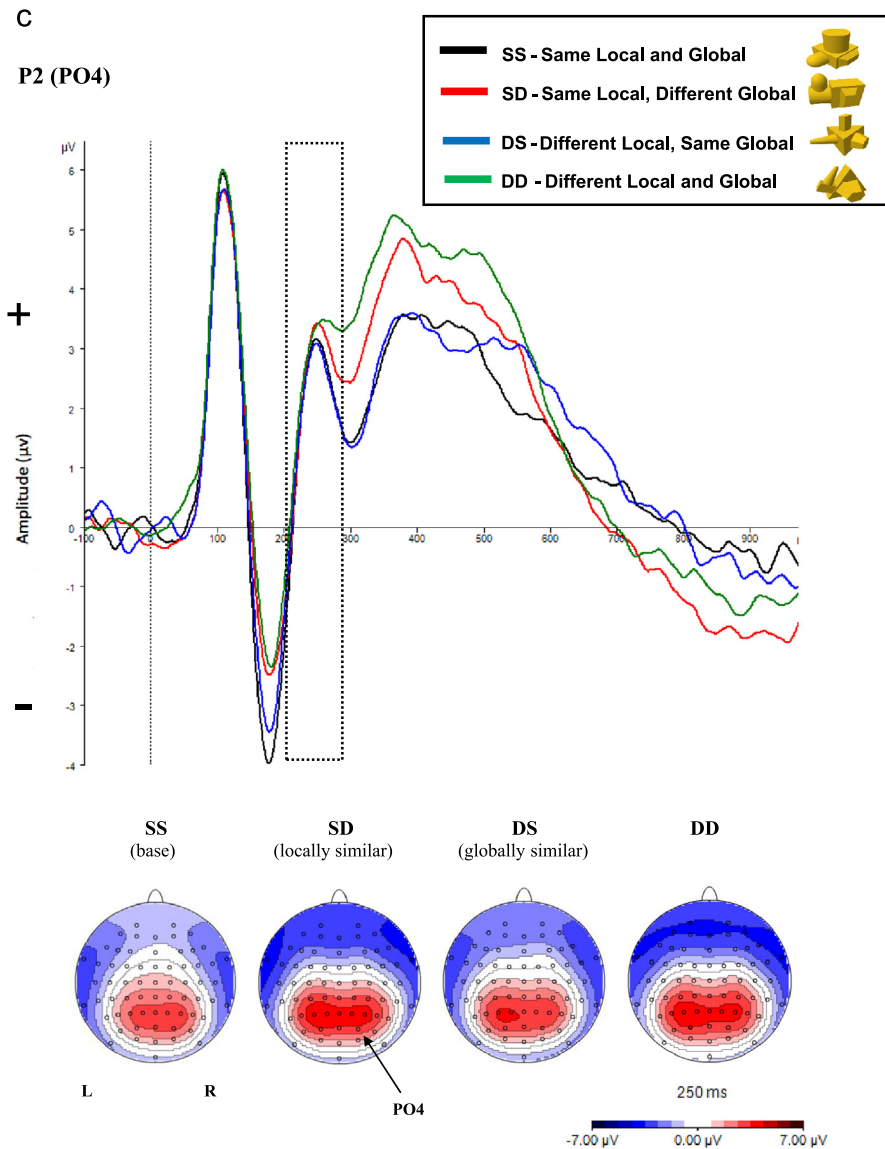 C
P2 (PO4)
SS - Same Local and Global
SD - Same Local, Different Global
DS - Different Local, Same Global
DD - Different Local and Global
µV
6
5
4
3
2
1
0
-1
-2
-3
-4
+
Amplitude (µv)
-
-100 0 100 200 300 400 500 600 700 800 900
SS SD DS DD
(base) (locally similar) (globally similar)
L R
PO4
250 ms
-7.00 µV 0.00 µV 7.00 µV